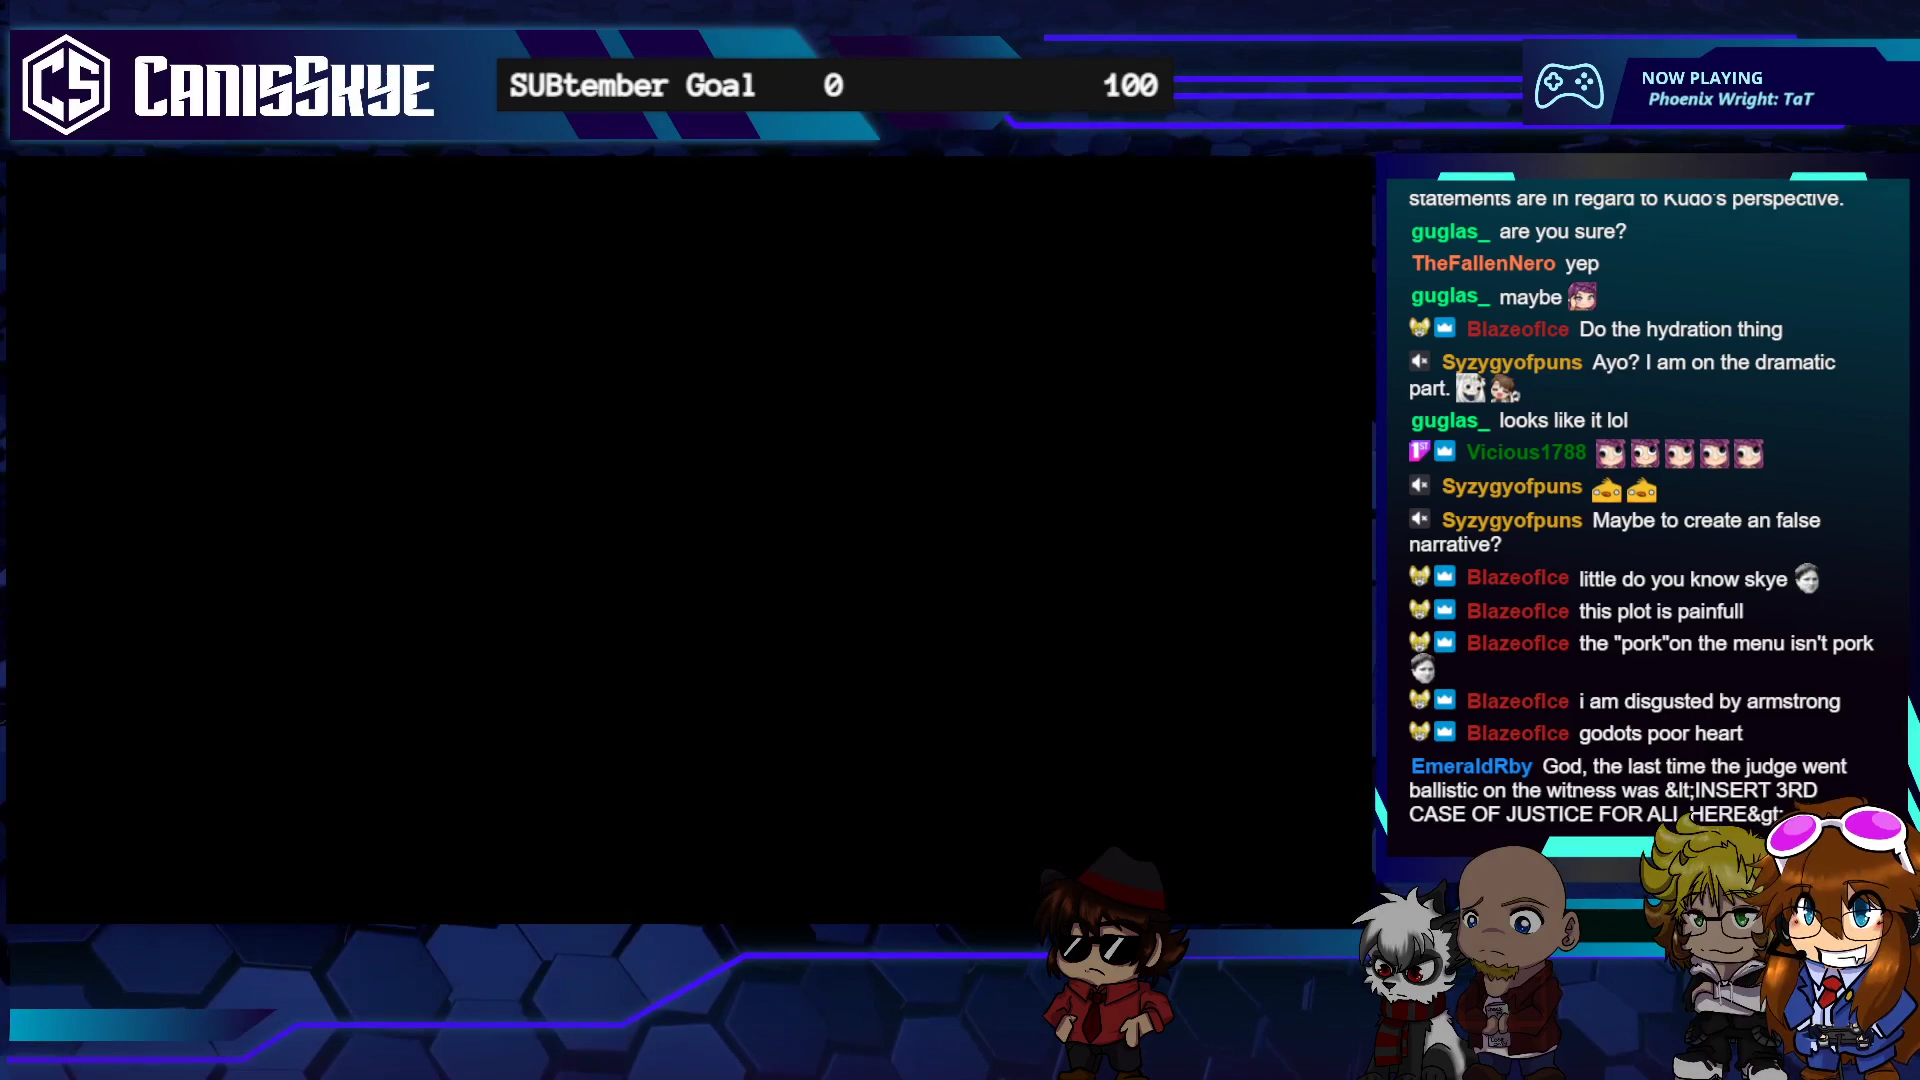 CS CANISSKYE
SUBtember Goal 0 100
NOW PLAYING
Phoenix Wright: TaT
statements are in regard to Kudo's perspective.
guglas_ are you sure?
TheFallenNero yep
guglas_ maybe
BlazeofIce Do the hydration thing
Syzygyofpuns Ayo? I am on the dramatic
part.
guglas_ looks like it lol
1ST Vicious1788
Syzygyofpuns
Syzygyofpuns Maybe to create an false
narrative?
BlazeofIce little do you know skye
BlazeofIce this plot is painfull
BlazeofIce the "pork"on the menu isn't pork
BlazeofIce i am disgusted by armstrong
BlazeofIce godots poor heart
EmeraldRby God, the last time the judge went
ballistic on the witness was &lt;INSERT 3RD
CASE OF JUSTICE FOR ALL HERE&gt;